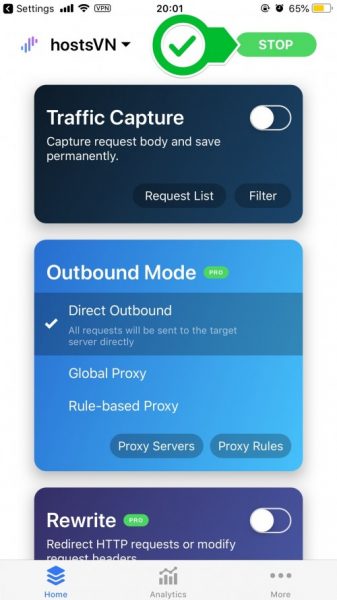 Settings VPN 20:01 65%
hostsVN STOP
Traffic Capture
Capture request body and save
permanently.
Request List Filter
Outbound Mode PRO
Direct Outbound
All requests will be sent to the target
server directly
Global Proxy
Rule-based Proxy
Proxy Servers Proxy Rules
Rewrite PRO
Redirect HTTP requests or modify
request headers
Home Analytics More